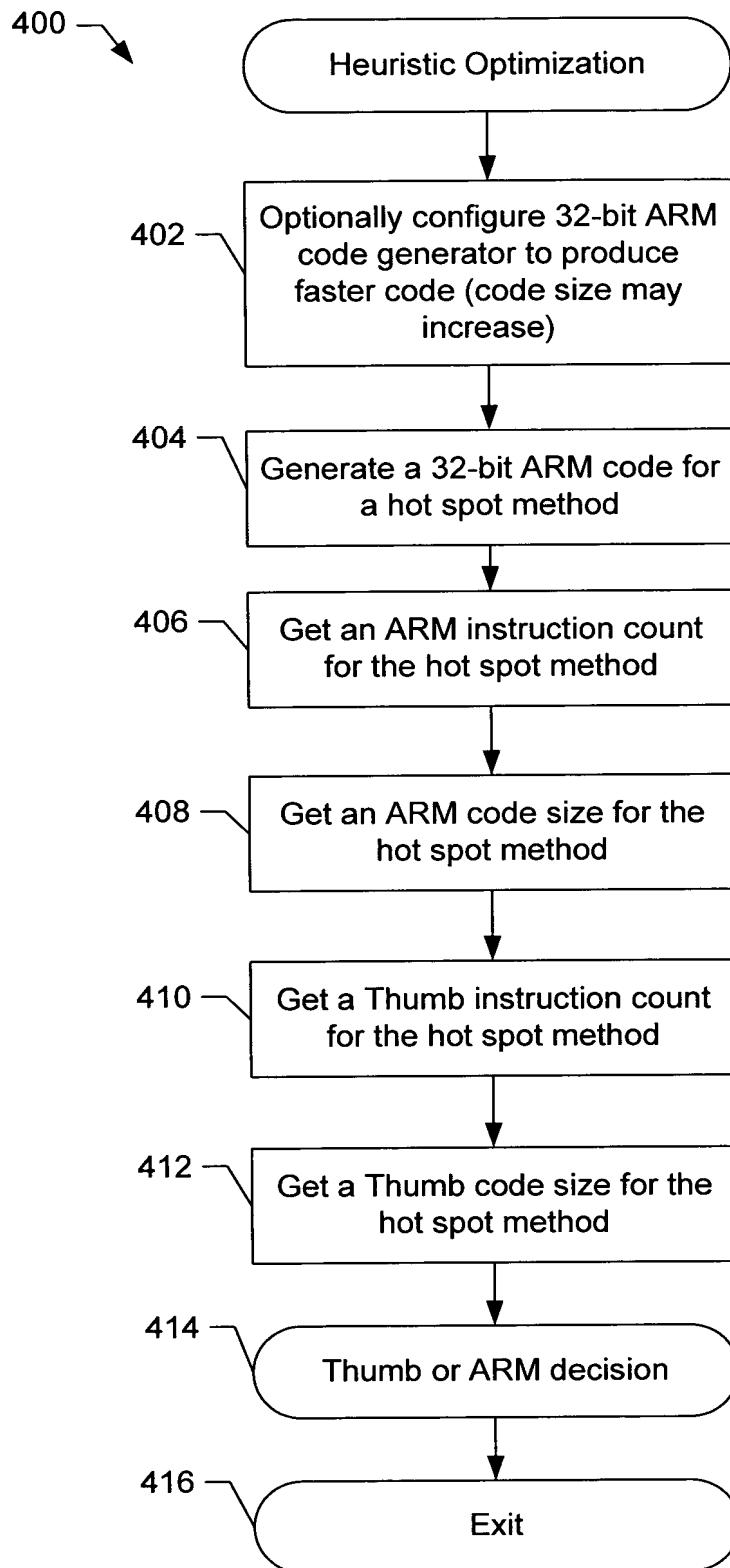 400
Heuristic Optimization
402
Optionally configure 32-bit ARM
code generator to produce
faster code (code size may
increase)
404
Generate a 32-bit ARM code for
a hot spot method
406
Get an ARM instruction count
for the hot spot method
408
Get an ARM code size for the
hot spot method
410
Get a Thumb instruction count
for the hot spot method
412
Get a Thumb code size for the
hot spot method
414
Thumb or ARM decision
416
Exit